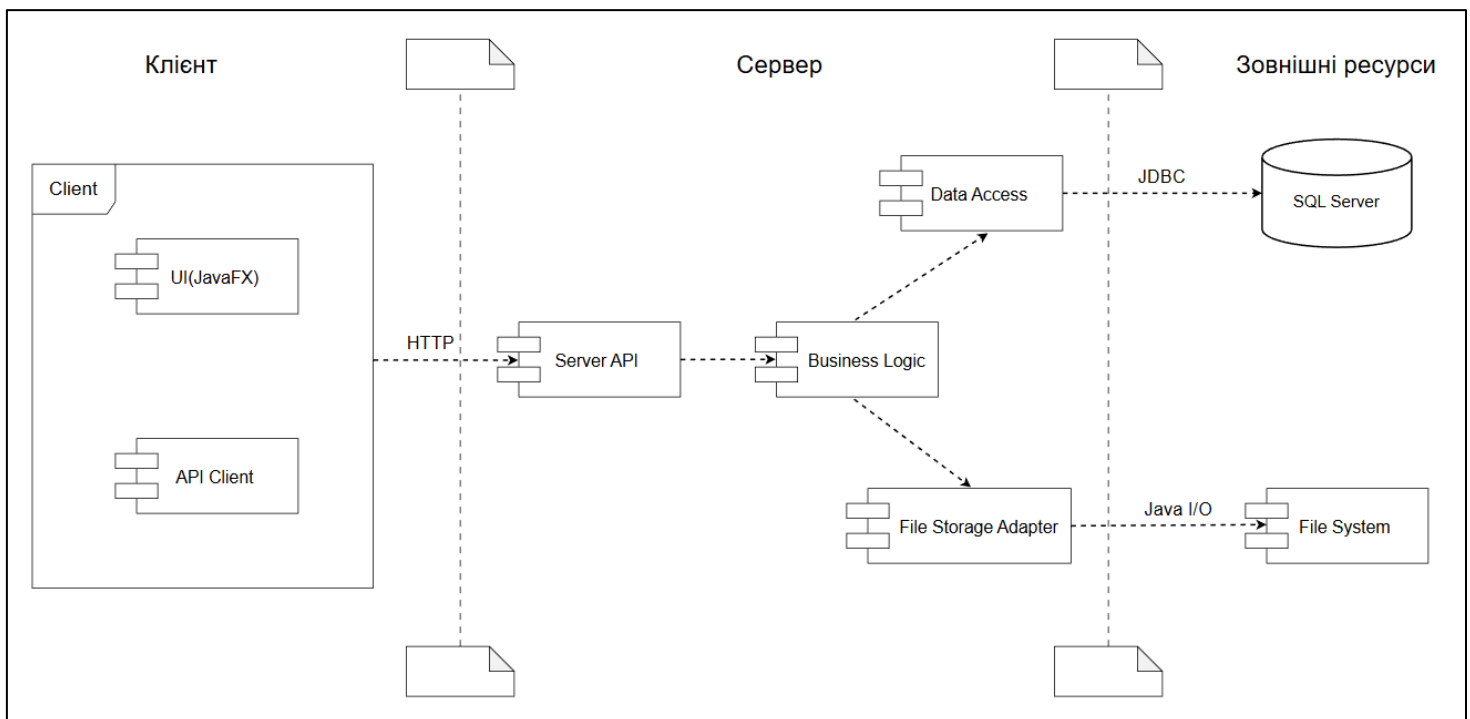 Клієнт
Сервер
Зовнішні ресурси
Client
UI(JavaFX)
API Client
HTTP
Server API
Business Logic
Data Access
JDBC
SQL Server
File Storage Adapter
Java I/O
File System